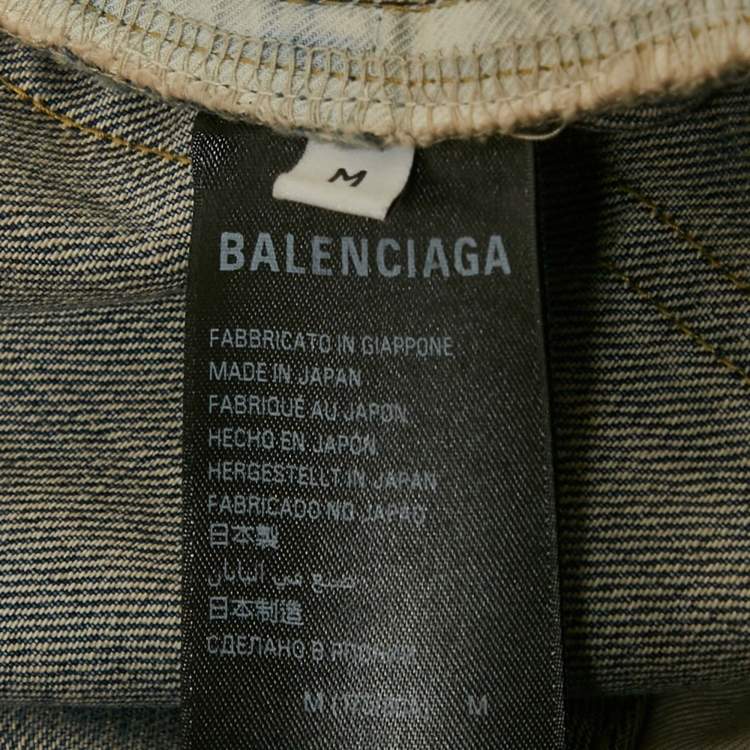 M
BALENCIAGA
FABBRICATO IN GIAPPONE
MADE IN JAPAN
FABRIQUÉ AU JAPON
HECHO EN JAPÓN
HERGESTELLT IN JAPAN
FABRICADO NO JAPÃO
日本製
صنع في اليابان
日本制造
СДЕЛАНО В ЯПОНИИ
M M